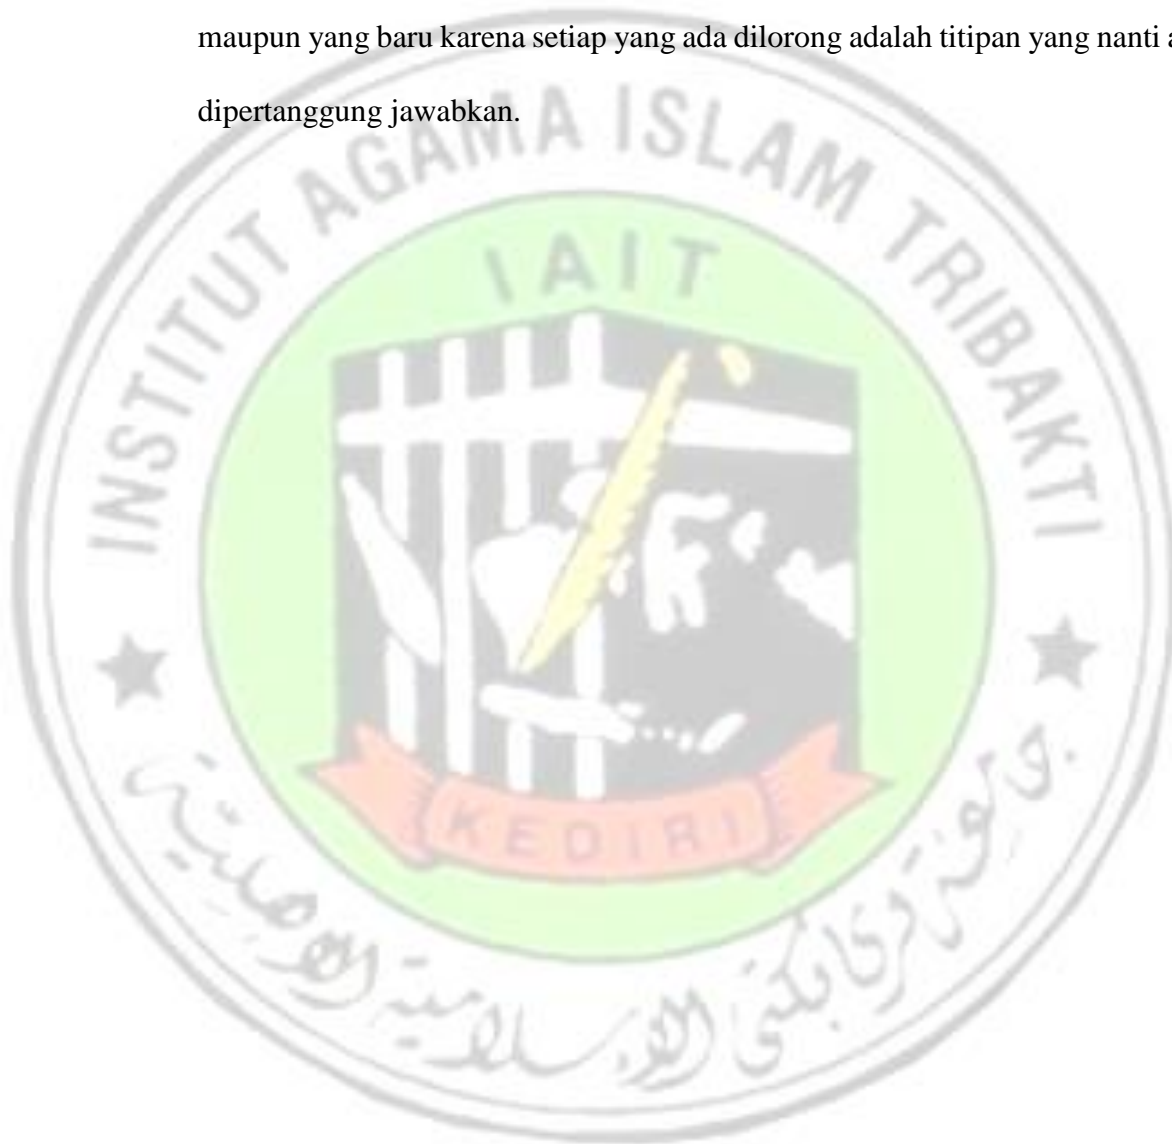 maupun yang baru karena setiap yang ada dilorong adalah titipan yang nanti a
dipertanggung jawabkan.
INSTITUT AGAMA ISLAM TRIBAKTI
IAIT
KEDIRI